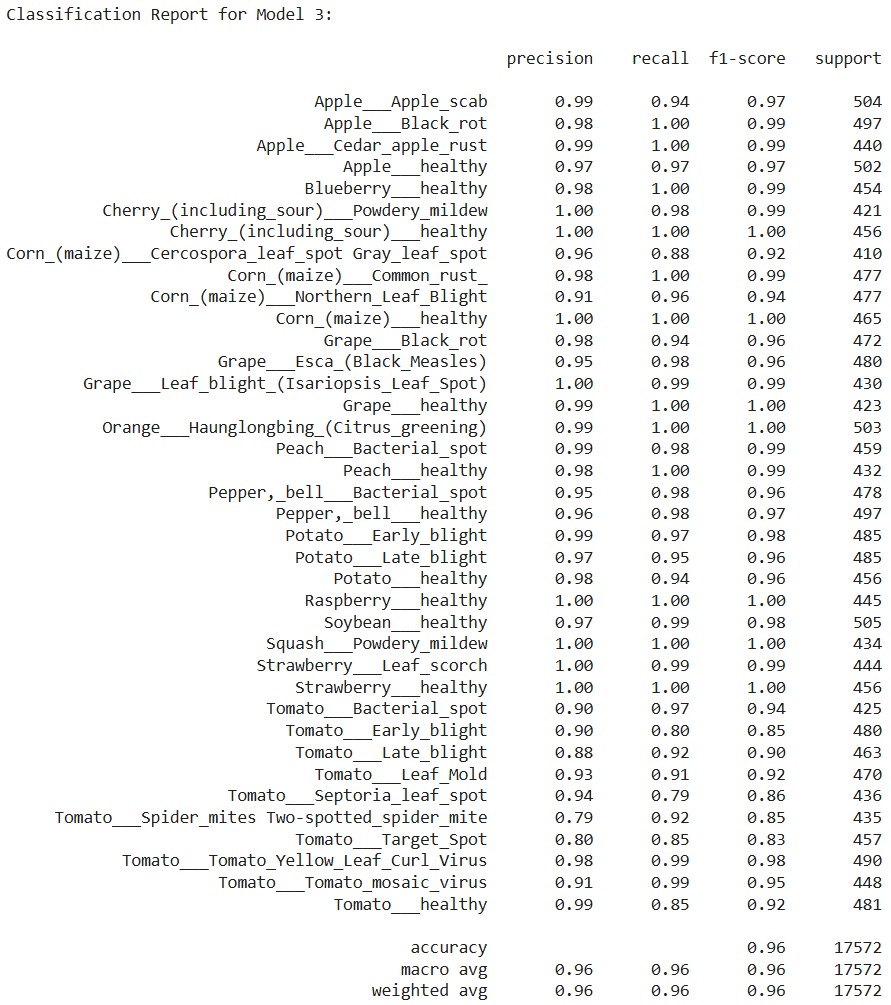 Classification Report for Model 3:
precision recall f1-score support
Apple___Apple_scab 0.99 0.94 0.97 504
Apple___Black_rot 0.98 1.00 0.99 497
Apple___Cedar_apple_rust 0.99 1.00 0.99 440
Apple___healthy 0.97 0.97 0.97 502
Blueberry___healthy 0.98 1.00 0.99 454
Cherry_(including_sour)___Powdery_mildew 1.00 0.98 0.99 421
Cherry_(including_sour)___healthy 1.00 1.00 1.00 456
Corn_(maize)___Cercospora_leaf_spot Gray_leaf_spot 0.96 0.88 0.92 410
Corn_(maize)___Common_rust_ 0.98 1.00 0.99 477
Corn_(maize)___Northern_Leaf_Blight 0.91 0.96 0.94 477
Corn_(maize)___healthy 1.00 1.00 1.00 465
Grape___Black_rot 0.98 0.94 0.96 472
Grape___Esca_(Black_Measles) 0.95 0.98 0.96 480
Grape___Leaf_blight_(Isariopsis_Leaf_Spot) 1.00 0.99 0.99 430
Grape___healthy 0.99 1.00 1.00 423
Orange___Haunglongbing_(Citrus_greening) 0.99 1.00 1.00 503
Peach___Bacterial_spot 0.99 0.98 0.99 459
Peach___healthy 0.98 1.00 0.99 432
Pepper,_bell___Bacterial_spot 0.95 0.98 0.96 478
Pepper,_bell___healthy 0.96 0.98 0.97 497
Potato___Early_blight 0.99 0.97 0.98 485
Potato___Late_blight 0.97 0.95 0.96 485
Potato___healthy 0.98 0.94 0.96 456
Raspberry___healthy 1.00 1.00 1.00 445
Soybean___healthy 0.97 0.99 0.98 505
Squash___Powdery_mildew 1.00 1.00 1.00 434
Strawberry___Leaf_scorch 1.00 0.99 0.99 444
Strawberry___healthy 1.00 1.00 1.00 456
Tomato___Bacterial_spot 0.90 0.97 0.94 425
Tomato___Early_blight 0.90 0.80 0.85 480
Tomato___Late_blight 0.88 0.92 0.90 463
Tomato___Leaf_Mold 0.93 0.91 0.92 470
Tomato___Septoria_leaf_spot 0.94 0.79 0.86 436
Tomato___Spider_mites Two-spotted_spider_mite 0.79 0.92 0.85 435
Tomato___Target_Spot 0.80 0.85 0.83 457
Tomato___Tomato_Yellow_Leaf_Curl_Virus 0.98 0.99 0.98 490
Tomato___Tomato_mosaic_virus 0.91 0.99 0.95 448
Tomato___healthy 0.99 0.85 0.92 481
accuracy 0.96 17572
macro avg 0.96 0.96 0.96 17572
weighted avg 0.96 0.96 0.96 17572